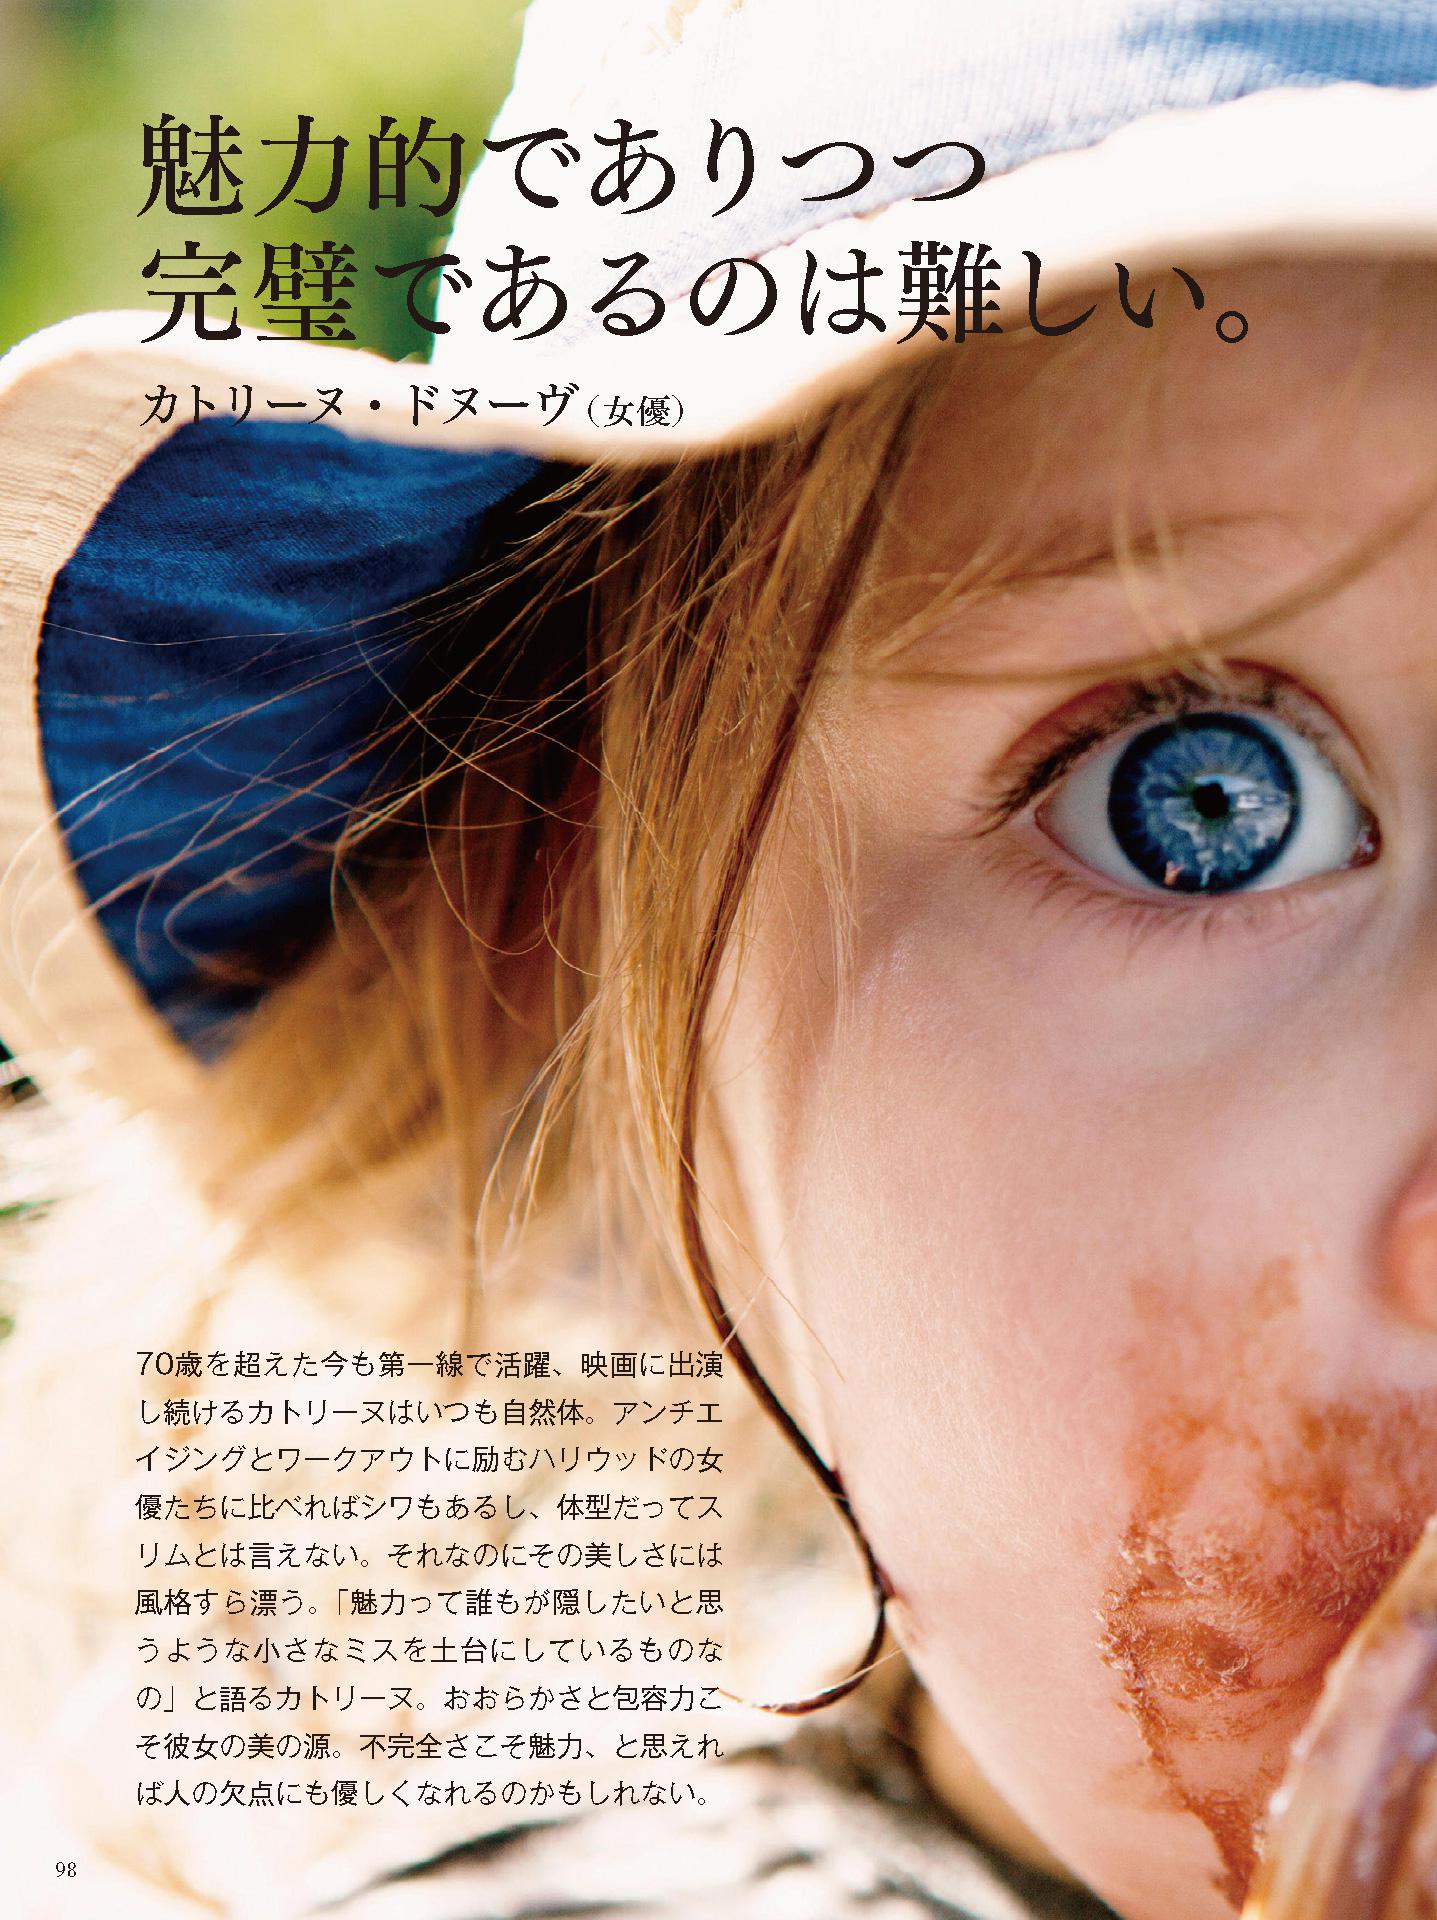 魅力的でありつつ
完璧であるのは難しい。
カトリーヌ・ドヌーヴ（女優）
70歳を超えた今も第一線で活躍、映画に出演
し続けるカトリーヌはいつも自然体。アンチエ
イジングとワークアウトに励むハリウッドの女
優たちに比べればシワもあるし、体型だってス
リムとは言えない。それなのにその美しさには
風格すら漂う。「魅力って誰もが隠したいと思
うような小さなミスを土台にしているものな
の」と語るカトリーヌ。おおらかさと包容力こ
そ彼女の美の源。不完全さこそ魅力、と思えれ
ば人の欠点にも優しくなれるのかもしれない。
98